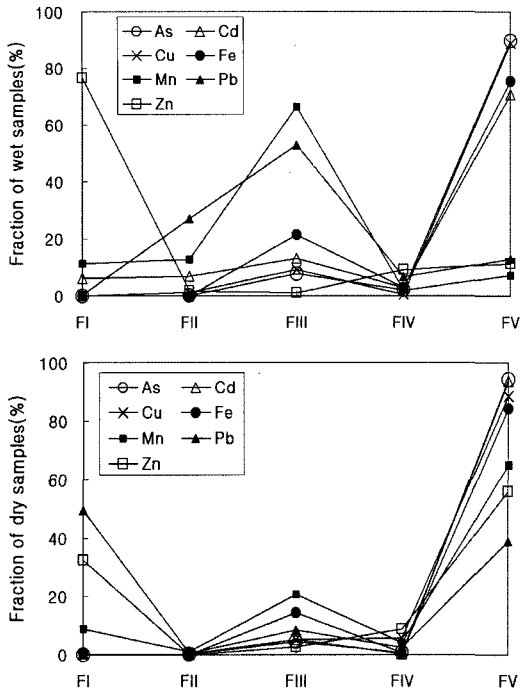 Fraction of wet samples(%)
100
80
60
40
20
0
As Cd
Cu Fe
Mn Pb
Zn
FI FII FIII FIV FV
Fraction of dry samples(%)
100
80
60
40
20
0
As Cd
Cu Fe
Mn Pb
Zn
FI FII FIII FIV FV